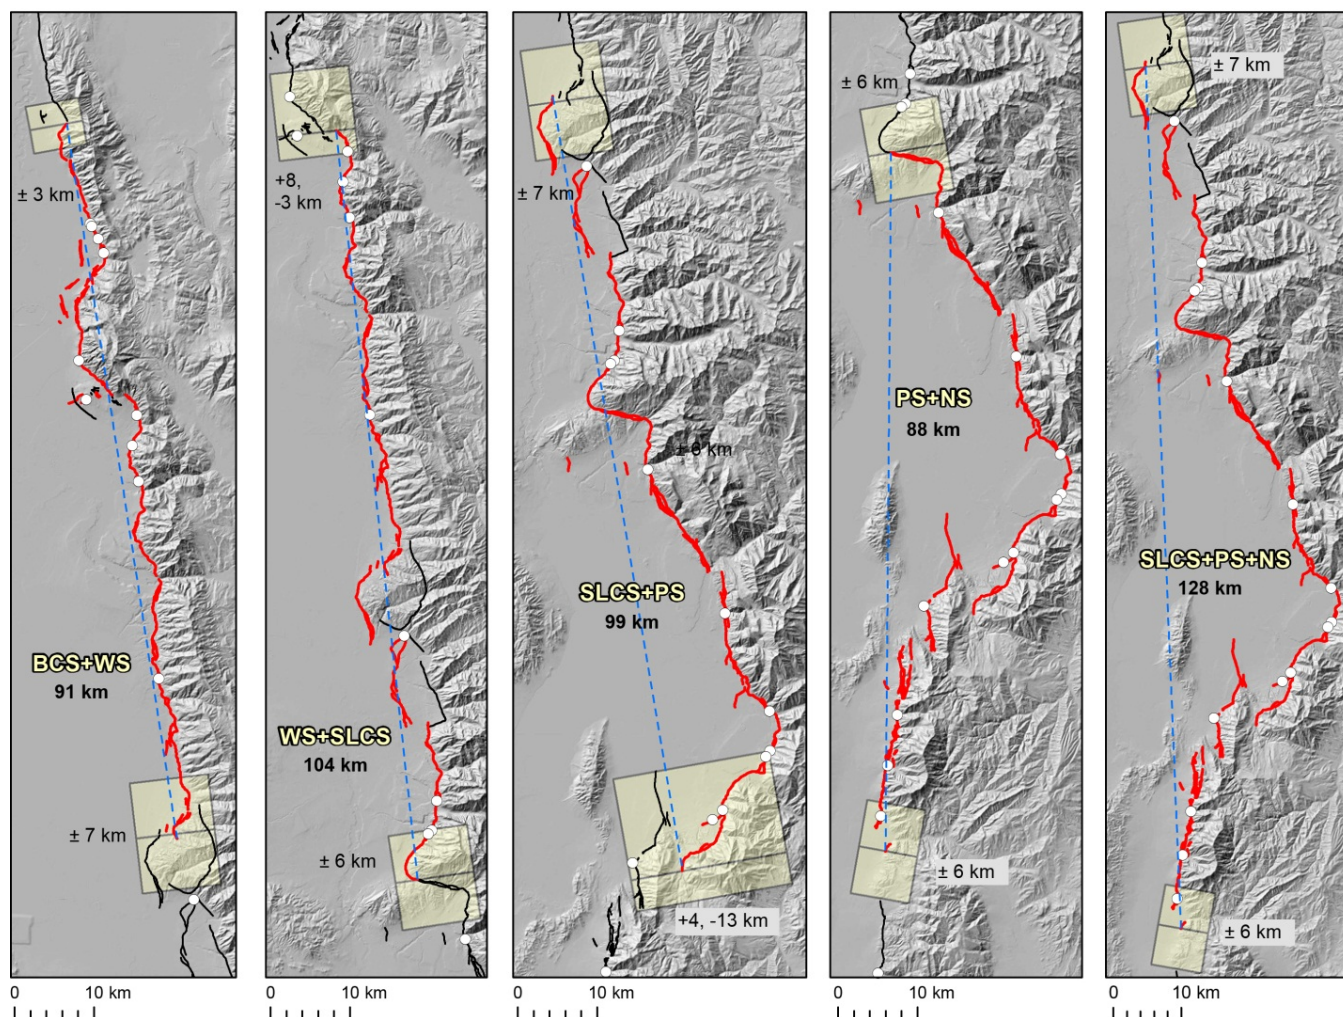 ± 3 km
BCS+WS
91 km
± 7 km
0 10 km
+8,
-3 km
WS+SLCS
104 km
± 6 km
0 10 km
± 7 km
± 6 km
SLCS+PS
99 km
+4, -13 km
0 10 km
± 6 km
PS+NS
88 km
± 6 km
0 10 km
± 7 km
SLCS+PS+NS
128 km
± 6 km
0 10 km